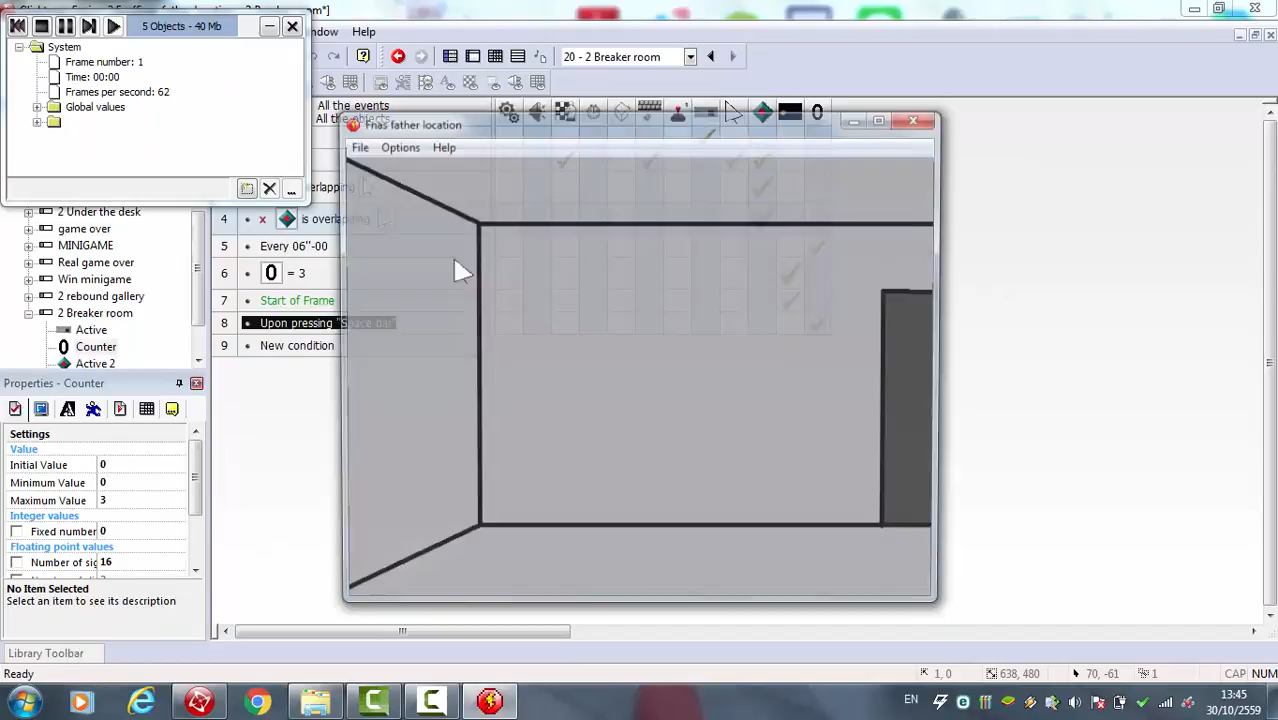 5 Objects - 40 Mb
System
Frame number: 1
Time: 00:00
Frames per second: 62
Global values
Help
20 - 2 Breaker room
All the events
All the objects
Fnas father location
File Options Help
4 × is overlapping
5 Every 06"-00
6 0 = 3
7 Start of Frame
8 Upon pressing "Space bar"
9 New condition
2 Under the desk
game over
MINIGAME
Real game over
Win minigame
2 rebound gallery
2 Breaker room
Active
Counter
Active 2
Properties - Counter
Settings
Value
Initial Value 0
Minimum Value 0
Maximum Value 3
Integer values
Fixed number 0
Floating point values
Number of sig 16
No Item Selected
Select an item to see its description
Library Toolbar
Ready
1, 0
638, 480
70, -61
1
CAP NUM
EN
13:45
30/10/2559